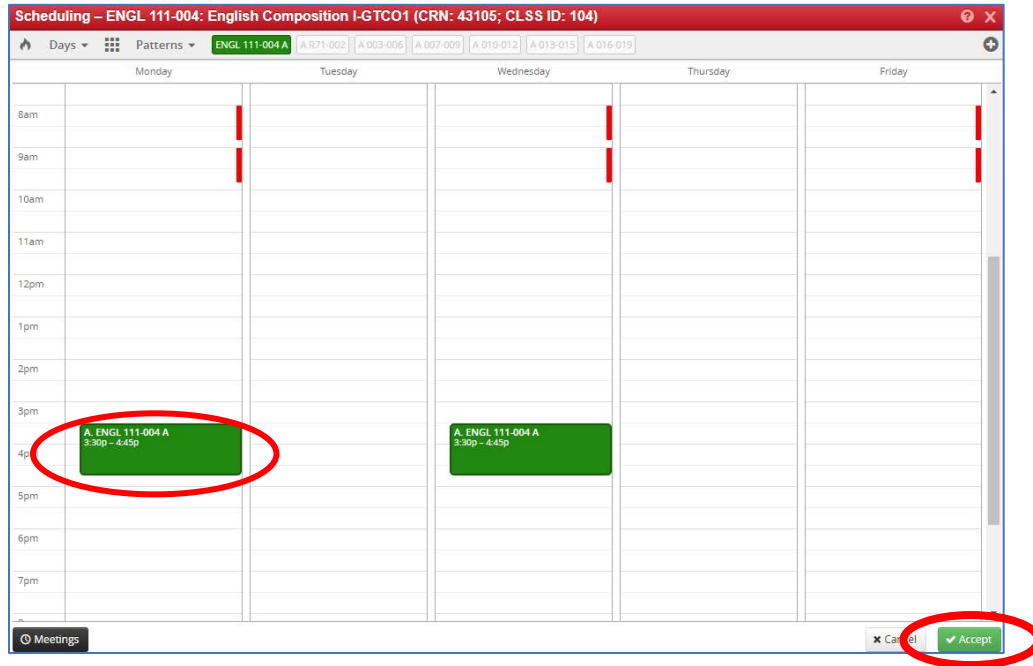 Scheduling – ENGL 111-004: English Composition I-GTCO1 (CRN: 43105; CLSS ID: 104)
Days Patterns ENGL 111-004 A A R71-002 A 003-006 A 007-009 A 010-012 A 013-015 A 016-019
Monday Tuesday Wednesday Thursday Friday
8am
9am
10am
11am
12pm
1pm
2pm
3pm
A. ENGL 111-004 A A. ENGL 111-004 A
3:30p – 4:45p 3:30p – 4:45p
5pm
6pm
7pm
Meetings Accept